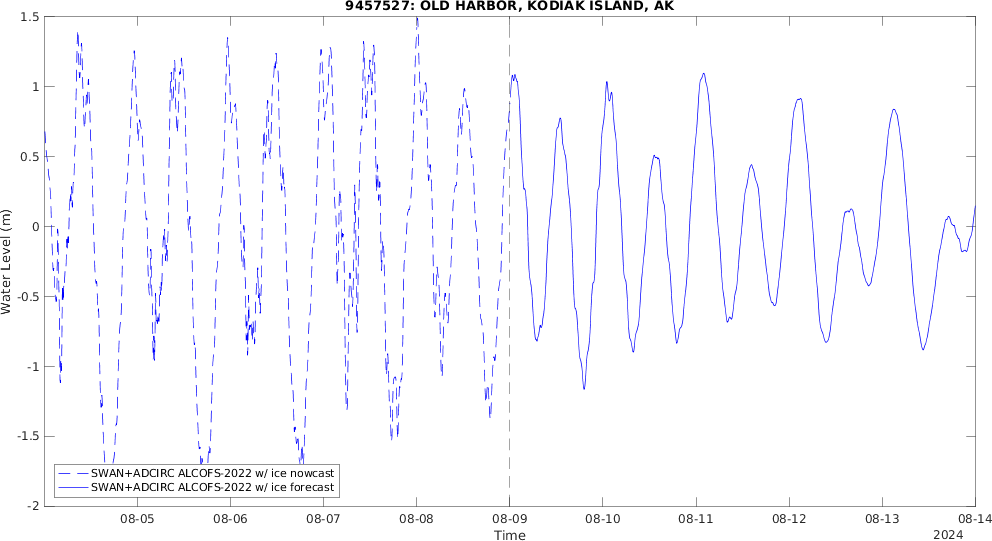 9457527: OLD HARBOR, KODIAK ISLAND, AK
1.5
1
0.5
0
-0.5
-1
-1.5
-2
Water Level (m)
SWAN+ADCIRC ALCOFS-2022 w/ ice nowcast
SWAN+ADCIRC ALCOFS-2022 w/ ice forecast
08-05 08-06 08-07 08-08 08-09 08-10 08-11 08-12 08-13 08-14
Time
2024